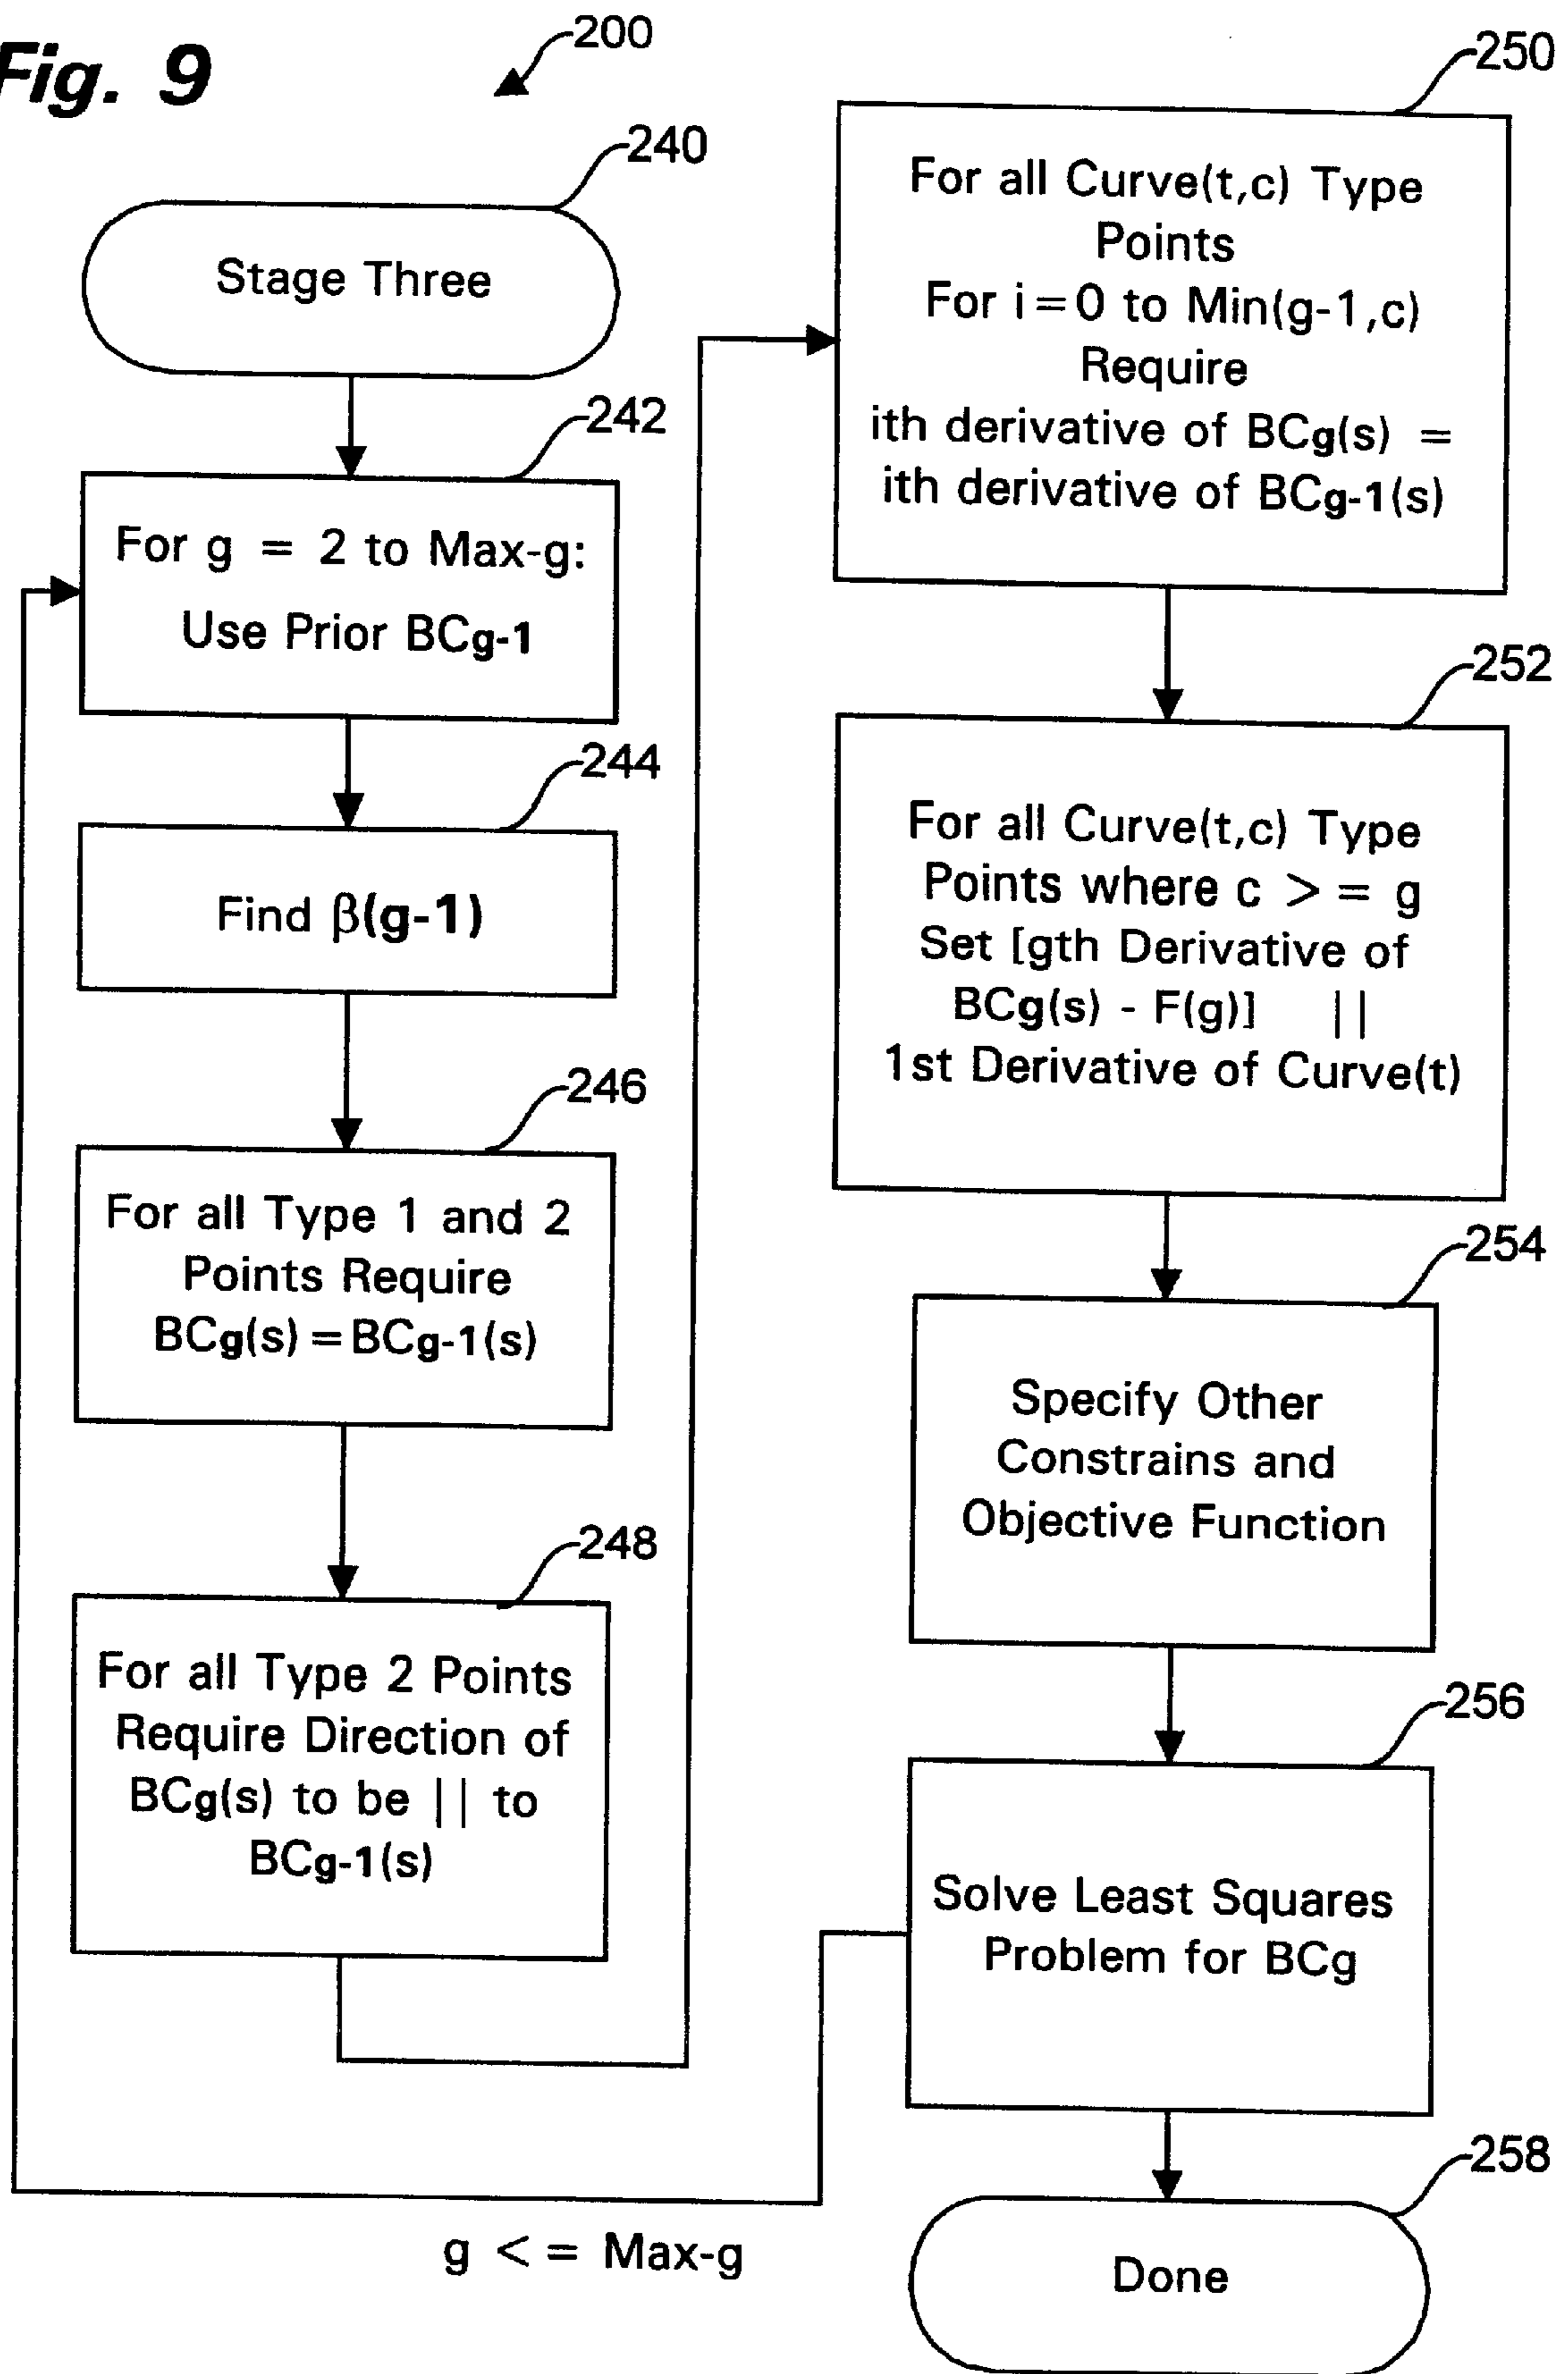 Fig. 9
200
240
Stage Three
242
For g = 2 to Max-g:
Use Prior BCg-1
244
Find β(g-1)
246
For all Type 1 and 2
Points Require
BCg(s) = BCg-1(s)
248
For all Type 2 Points
Require Direction of
BCg(s) to be || to
BCg-1(s)
250
For all Curve(t,c) Type
Points
For i=0 to Min(g-1,c)
Require
ith derivative of BCg(s) =
ith derivative of BCg-1(s)
252
For all Curve(t,c) Type
Points where c > = g
Set [gth Derivative of
BCg(s) - F(g)] ||
1st Derivative of Curve(t)
254
Specify Other
Constrains and
Objective Function
256
Solve Least Squares
Problem for BCg
g < = Max-g
258
Done